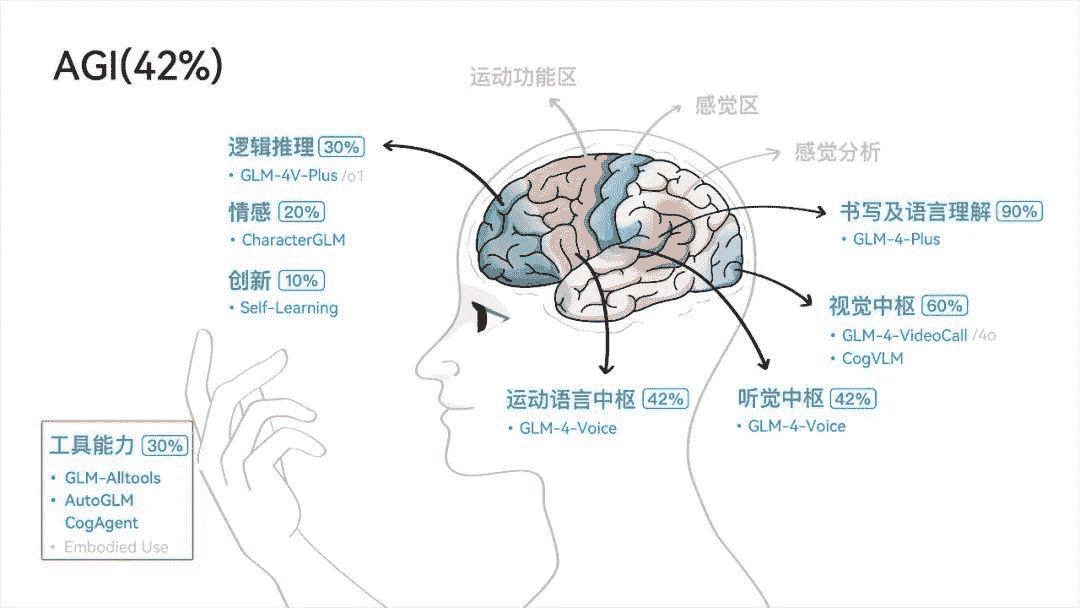 AGI(42%)
运动功能区
感觉区
感觉分析
逻辑推理 30%
• GLM-4V-Plus /o1
情感 20%
• CharacterGLM
创新 10%
• Self-Learning
书写及语言理解 90%
• GLM-4-Plus
视觉中枢 60%
• GLM-4-VideoCall /4o
• CogVLM
运动语言中枢 42%
• GLM-4-Voice
听觉中枢 42%
• GLM-4-Voice
工具能力 30%
• GLM-Alltools
• AutoGLM
CogAgent
• Embodied Use